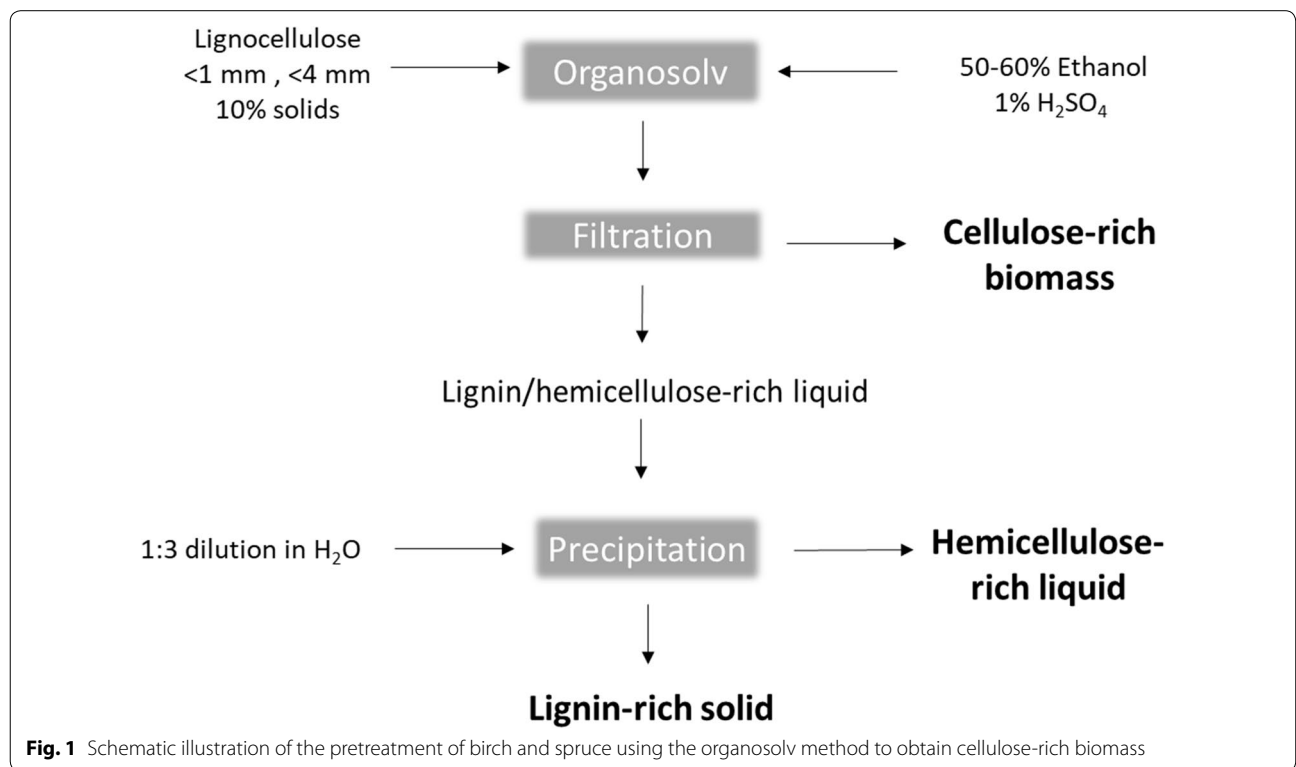 Lignocellulose
<1 mm , <4 mm
10% solids
Organosolv
50-60% Ethanol
1% H₂SO₄
Filtration
Cellulose-rich
biomass
Lignin/hemicellulose-rich liquid
1:3 dilution in H₂O
Precipitation
Hemicellulose-
rich liquid
Lignin-rich solid
Fig. 1 Schematic illustration of the pretreatment of birch and spruce using the organosolv method to obtain cellulose-rich biomass